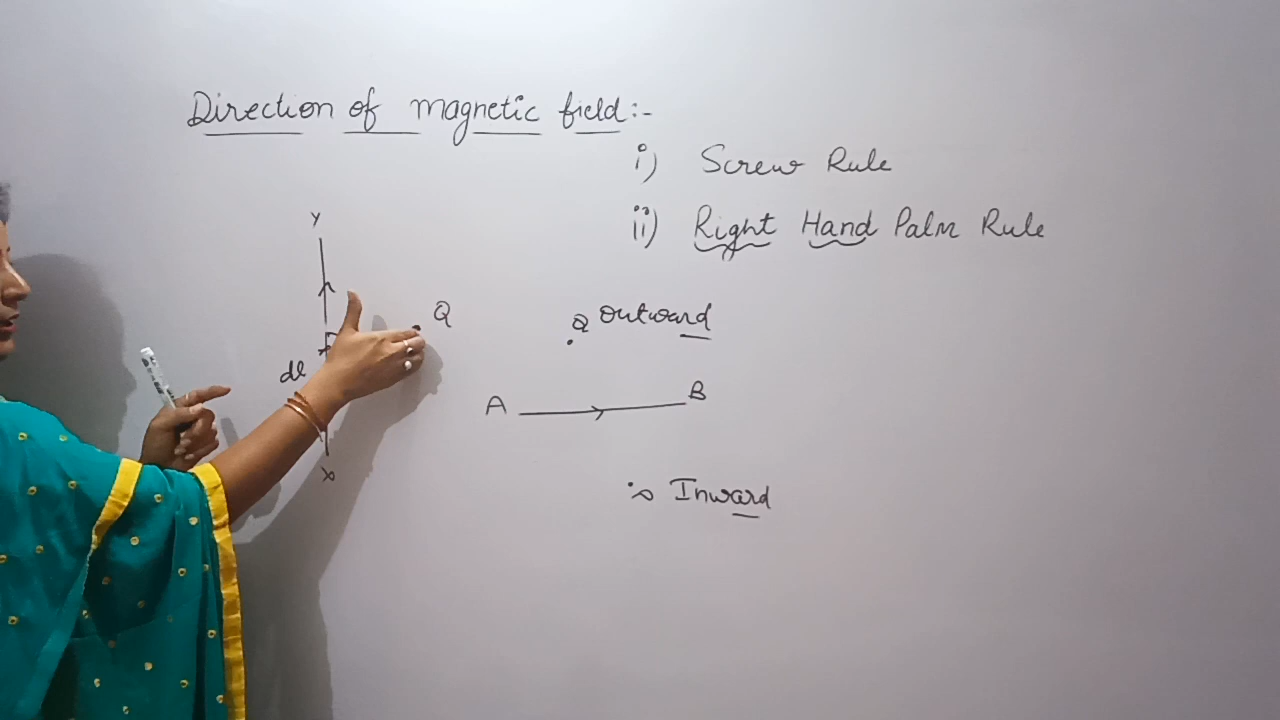 Direction of magnetic field:-
i) Screw Rule
ii) Right Hand Palm Rule
Y
Q
Q outward
dl
A
B
X
Inward